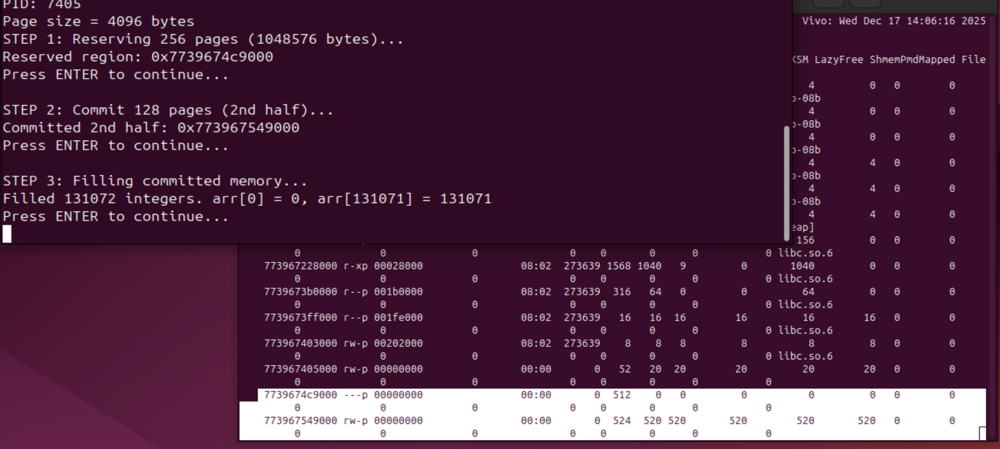 PID: 7405
Page size = 4096 bytes
STEP 1: Reserving 256 pages (1048576 bytes)...
Reserved region: 0x7739674c9000
Press ENTER to continue...
STEP 2: Commit 128 pages (2nd half)...
Committed 2nd half: 0x773967549000
Press ENTER to continue...
STEP 3: Filling committed memory...
Filled 131072 integers. arr[0] = 0, arr[131071] = 131071
Press ENTER to continue...
Vivo: Wed Dec 17 14:06:16 2025
KSM LazyFree ShmemPmdMapped File
4 0 0 0
-08b
4 0 0 0
-08b
4 0 0 0
-08b
4 4 0 0
-08b
4 4 0 0
-08b
4 4 0 0
eap]
156 0 0 0
0 0 0 0 0 0 0 0 libc.so.6
773967228000 r-xp 00028000 08:02 273639 1568 1040 9 0 1040 0 0 0
0 0 0 0 0 0 0 0 libc.so.6
7739673b0000 r--p 001b0000 08:02 273639 316 64 0 0 64 0 0 0
0 0 0 0 0 0 0 0 libc.so.6
7739673ff000 r--p 001fe000 08:02 273639 16 16 16 16 16 16 0 0
0 0 0 0 0 0 0 0 libc.so.6
773967403000 rw-p 00202000 08:02 273639 8 8 8 8 8 8 0 0
0 0 0 0 0 0 0 0 libc.so.6
773967405000 rw-p 00000000 00:00 0 52 20 20 20 20 20 0 0
0 0 0 0 0 0 0 0
7739674c9000 ---p 00000000 00:00 0 512 0 0 0 0 0 0 0
0 0 0 0 0 0 0 0
773967549000 rw-p 00000000 00:00 0 524 520 520 520 520 520 0 0
0 0 0 0 0 0 0 0